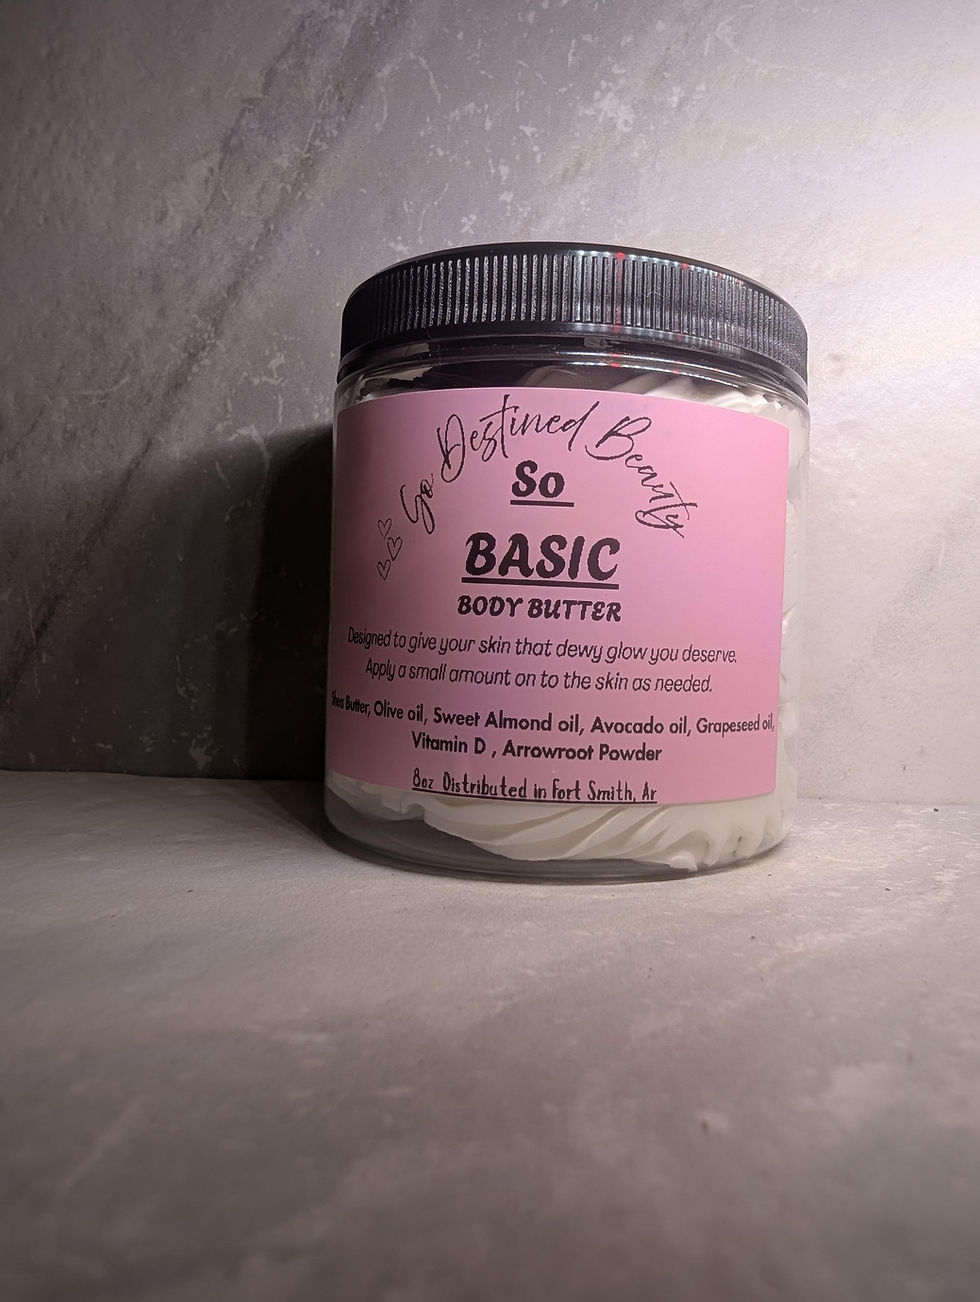 So Destined Beauty
So
BASIC
BODY BUTTER
Designed to give your skin that dewy glow you deserve.
Apply a small amount on to the skin as needed.
Shea Butter, Olive oil, Sweet Almond oil, Avocado oil, Grapeseed oil,
Vitamin D , Arrowroot Powder
8oz Distributed in Fort Smith, Ar